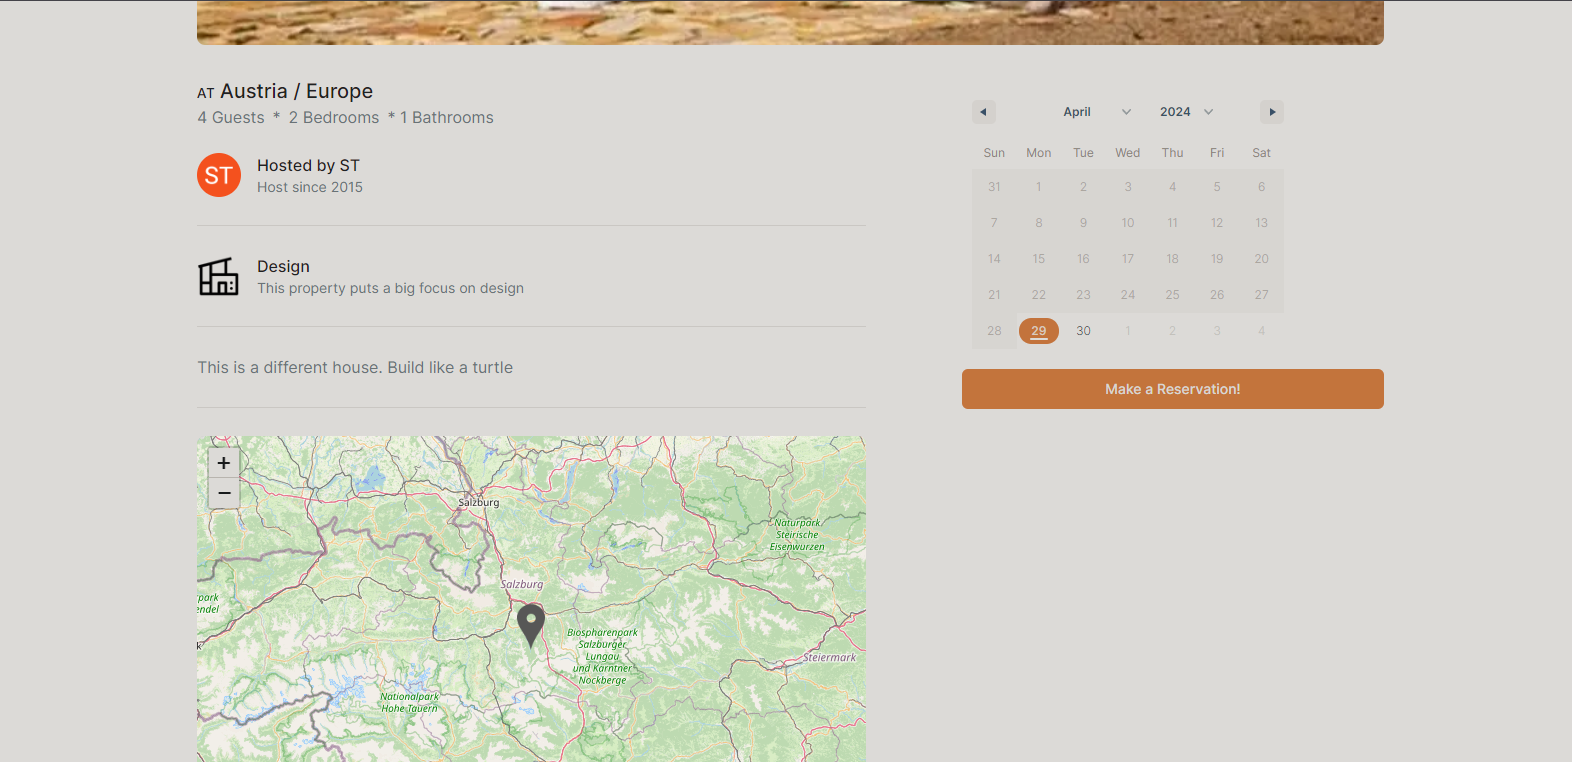 AT Austria / Europe
4 Guests * 2 Bedrooms * 1 Bathrooms
ST
Hosted by ST
Host since 2015
Design
This property puts a big focus on design
This is a different house. Build like a turtle
April 2024
Sun Mon Tue Wed Thu Fri Sat
31 1 2 3 4 5 6
7 8 9 10 11 12 13
14 15 16 17 18 19 20
21 22 23 24 25 26 27
28 29 30 1 2 3 4
Make a Reservation!
+
−
Salzburg
Naturpark
Steirische
Eisenwurzen
Salzburg
park
endel
k
Biosphärenpark
Salzburger
Lungau
und Kärntner
Nockberge
Steiermark
Nationalpark
Hohe Tauern